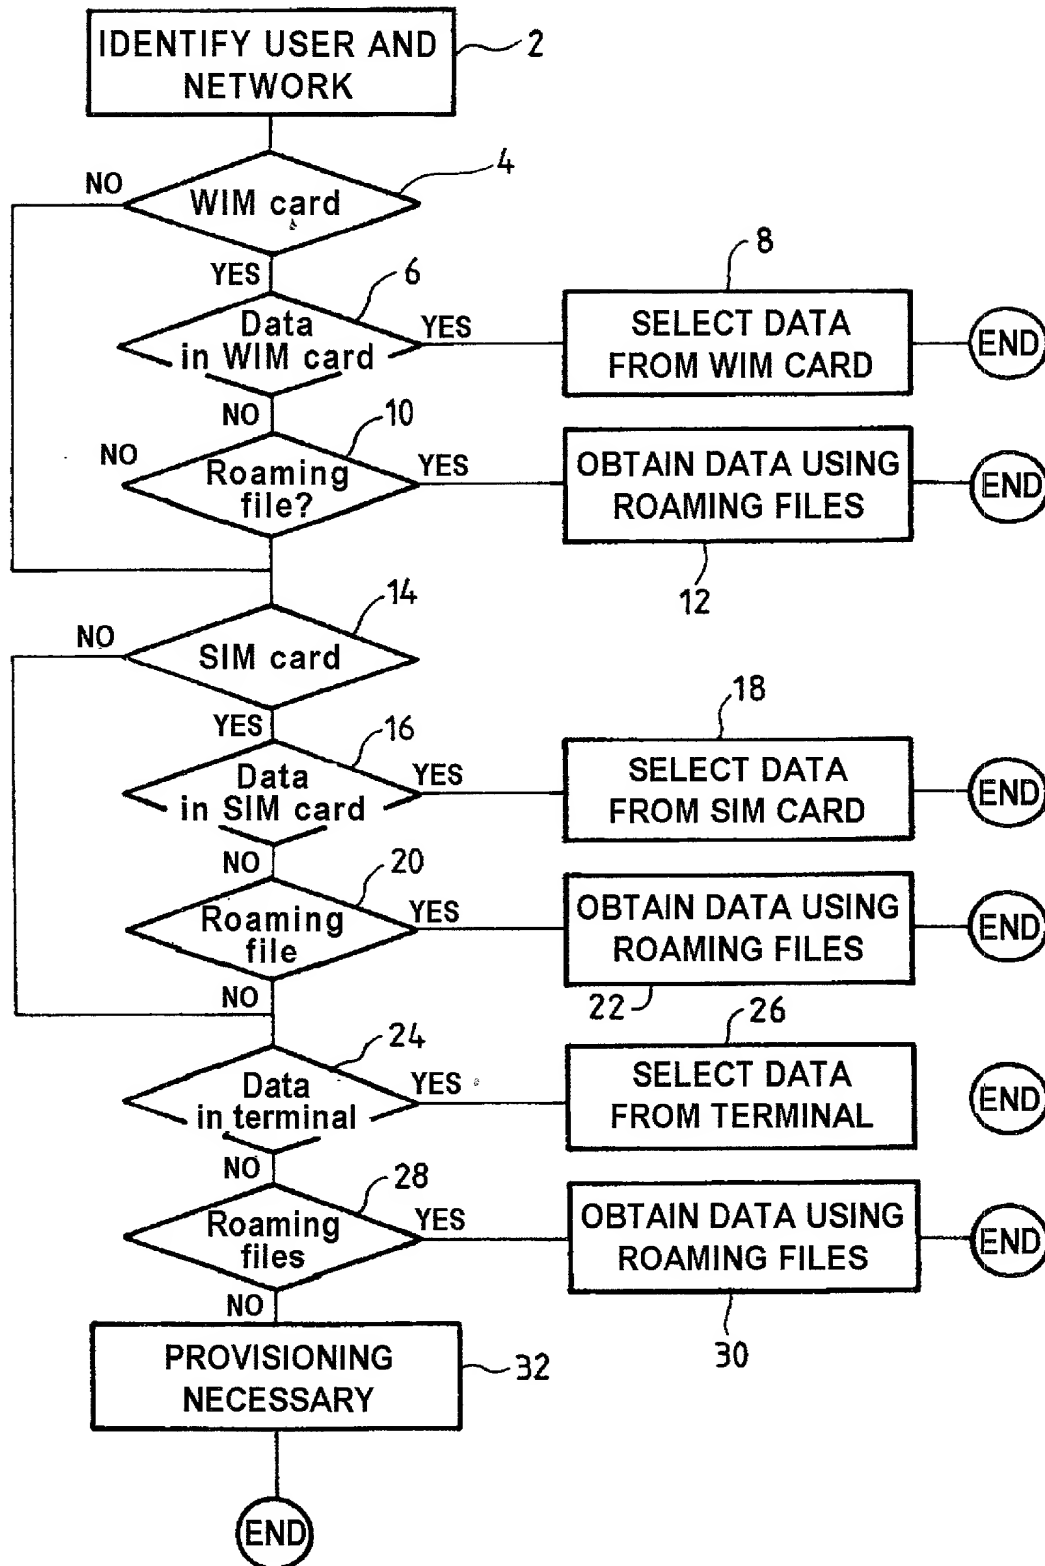 IDENTIFY USER AND
NETWORK
2
4
NO
WIM card
YES
6
8
Data
in WIM card
YES
SELECT DATA
FROM WIM CARD
END
NO
10
NO
Roaming
file?
YES
OBTAIN DATA USING
ROAMING FILES
END
12
14
NO
SIM card
YES
16
18
Data
in SIM card
YES
SELECT DATA
FROM SIM CARD
END
NO
20
Roaming
file
YES
OBTAIN DATA USING
ROAMING FILES
END
NO
22
26
24
Data
in terminal
YES
SELECT DATA
FROM TERMINAL
END
NO
28
Roaming
files
YES
OBTAIN DATA USING
ROAMING FILES
END
NO
30
PROVISIONING
NECESSARY
32
END